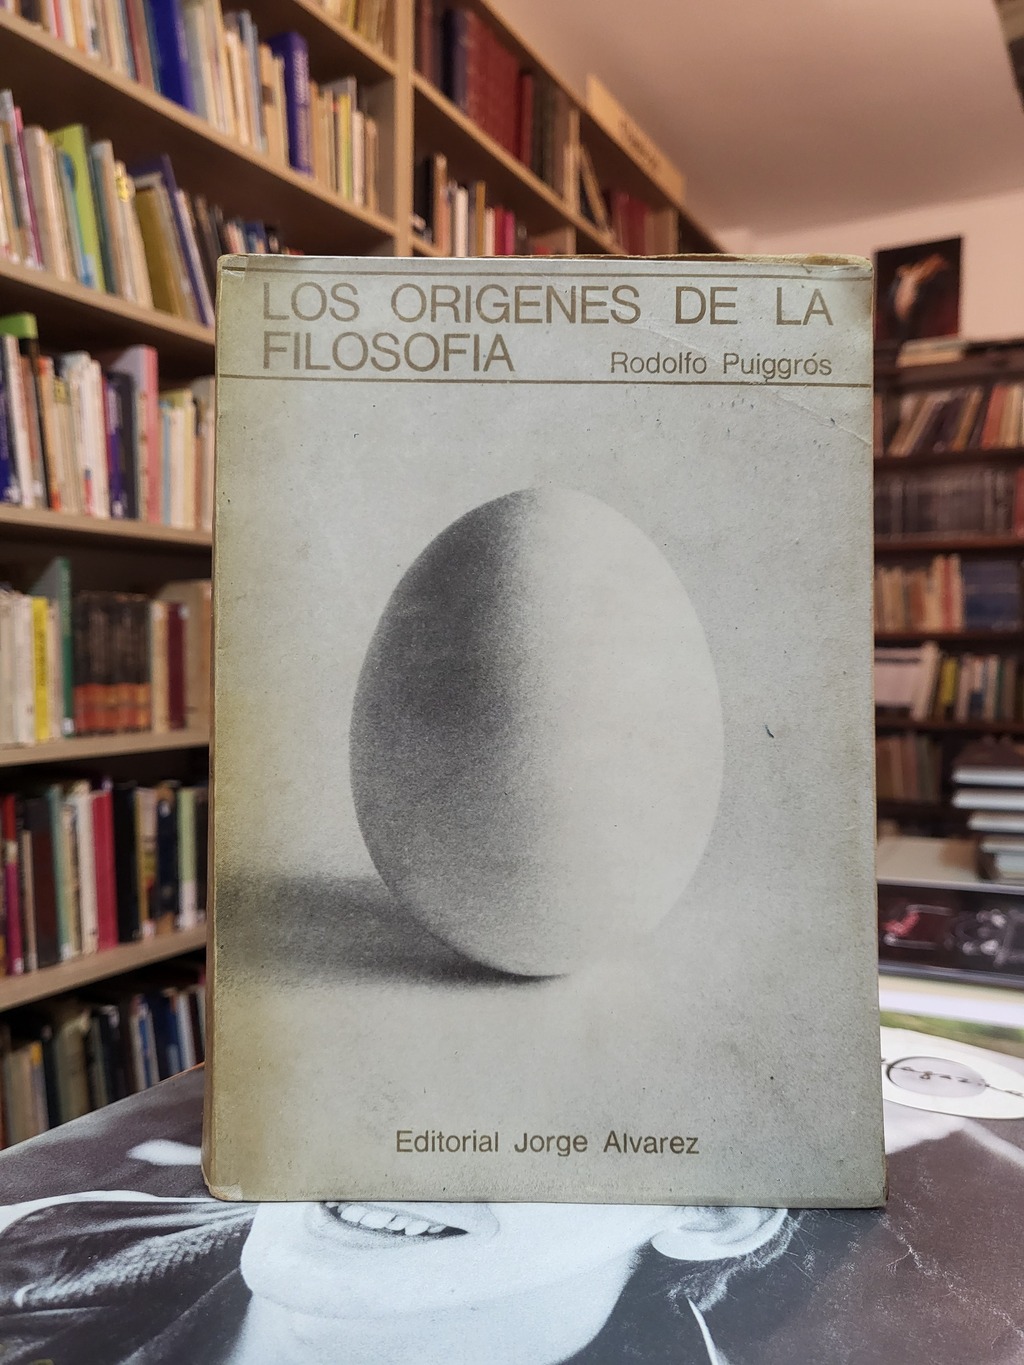 LOS ORIGENES DE LA
FILOSOFIA
Rodolfo Puiggrós
Editorial Jorge Alvarez